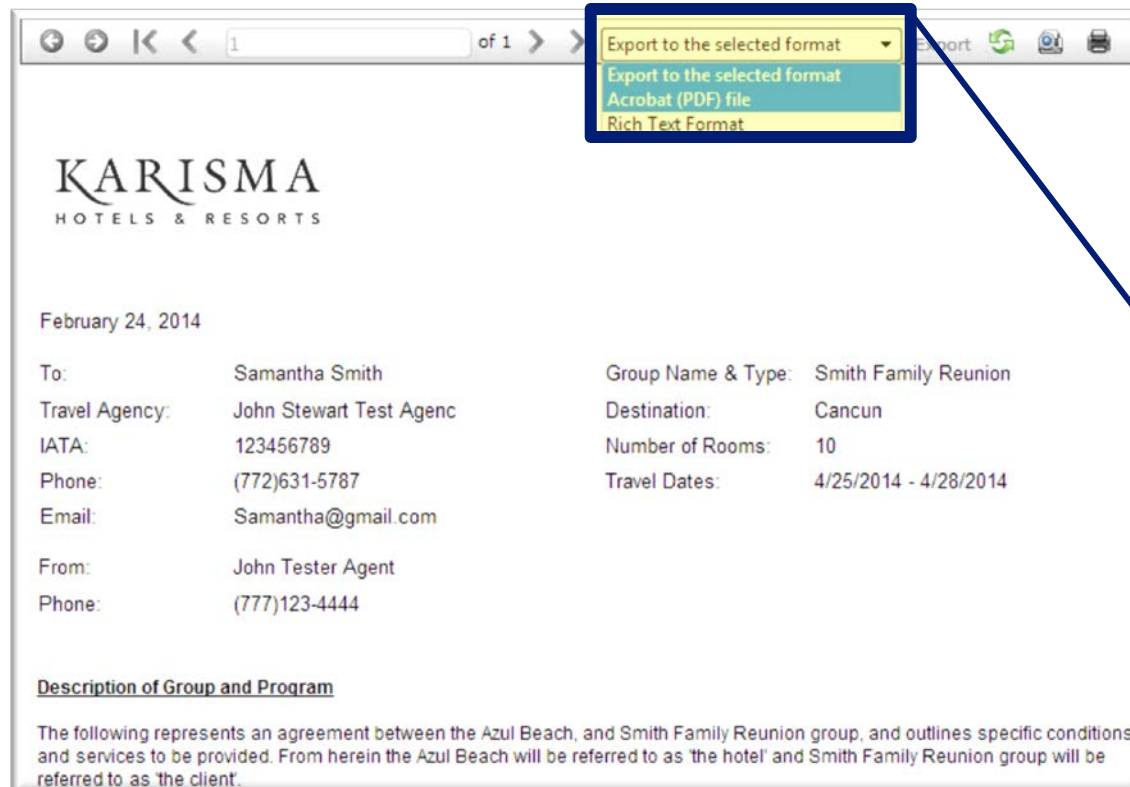 1 of 1 Export to the selected format Export
Export to the selected format
Acrobat (PDF) file
Rich Text Format
KARISMA
HOTELS & RESORTS
February 24, 2014
To: Samantha Smith Group Name & Type: Smith Family Reunion
Travel Agency: John Stewart Test Agenc Destination: Cancun
IATA: 123456789 Number of Rooms: 10
Phone: (772)631-5787 Travel Dates: 4/25/2014 - 4/28/2014
Email: Samantha@gmail.com
From: John Tester Agent
Phone: (777)123-4444
Description of Group and Program
The following represents an agreement between the Azul Beach, and Smith Family Reunion group, and outlines specific conditions
and services to be provided. From herein the Azul Beach will be referred to as 'the hotel' and Smith Family Reunion group will be
referred to as 'the client'.